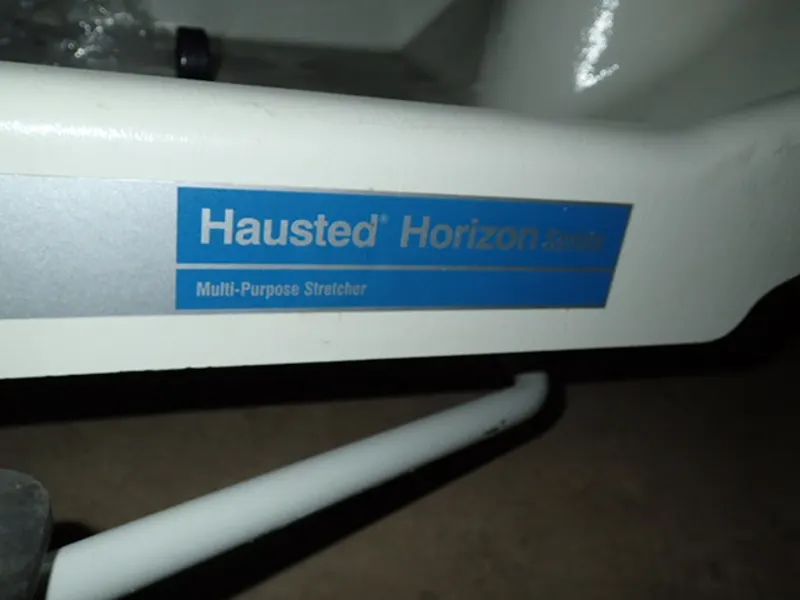 Hausted® Horizon Series
Multi-Purpose Stretcher